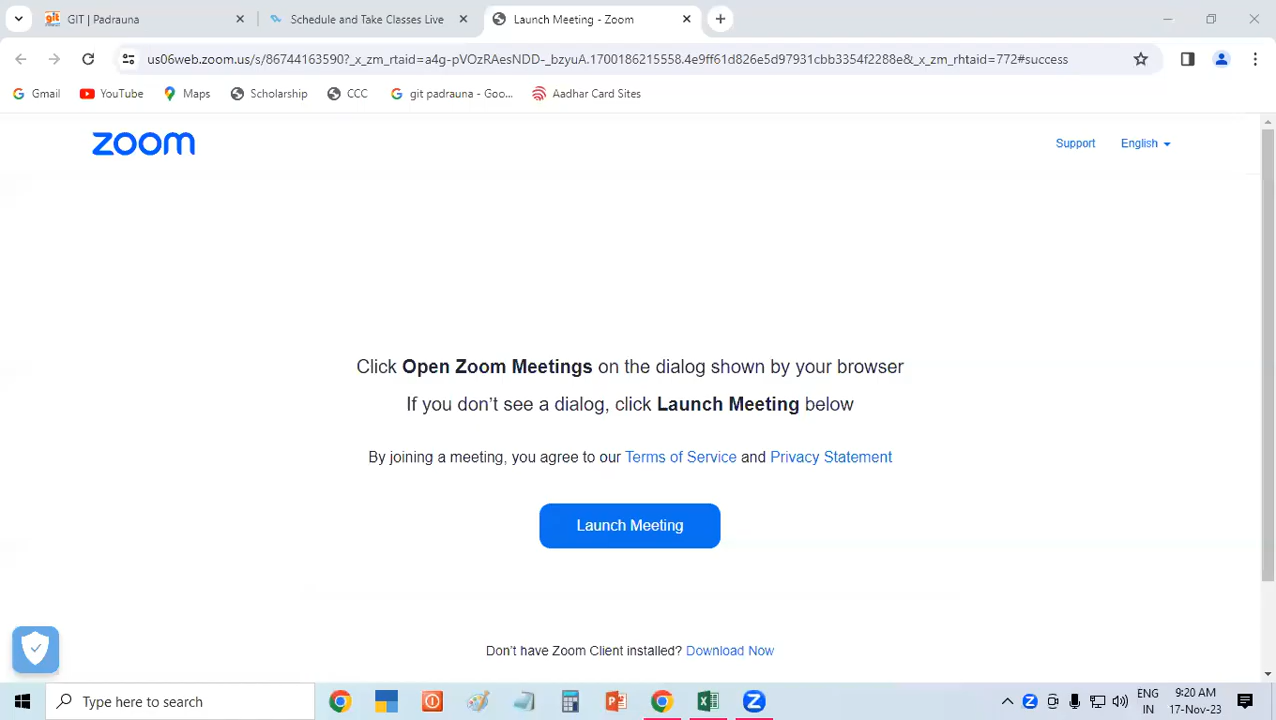 git GIT | Padrauna
Schedule and Take Classes Live
Launch Meeting - Zoom
us06web.zoom.us/s/86744163590?_x_zm_rtaid=a4g-pVOzRAesNDD-_bzyuA.1700186215558.4e9ff61d826e5d97931cbb3354f2288e&_x_zm_rhtaid=772#success
Gmail
YouTube
Maps
Scholarship
CCC
git padrauna - Goo...
Aadhar Card Sites
zoom
Support
English
Click Open Zoom Meetings on the dialog shown by your browser
If you don’t see a dialog, click Launch Meeting below
By joining a meeting, you agree to our Terms of Service and Privacy Statement
Launch Meeting
Don’t have Zoom Client installed? Download Now
Type here to search
ENG
IN
9:20 AM
17-Nov-23